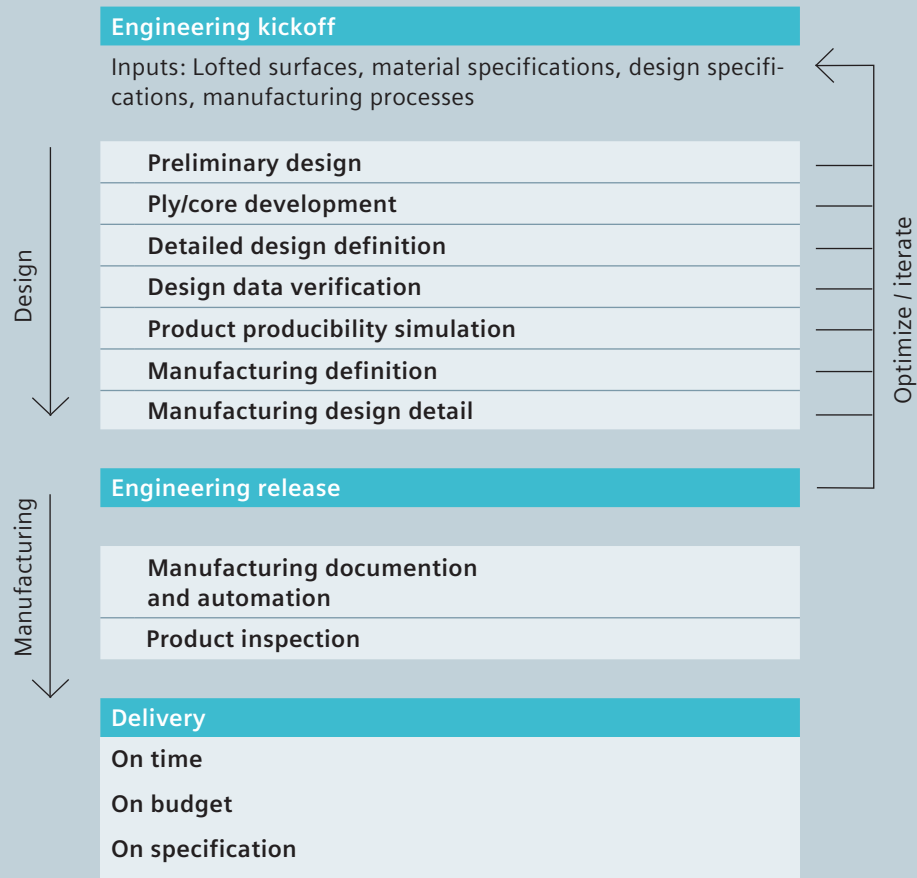 Engineering kickoff
Inputs: Lofted surfaces, material specifications, design specifi-
cations, manufacturing processes
Design
Preliminary design
Ply/core development
Detailed design definition
Design data verification
Product producibility simulation
Manufacturing definition
Manufacturing design detail
Optimize / iterate
Engineering release
Manufacturing
Manufacturing documention
and automation
Product inspection
Delivery
On time
On budget
On specification